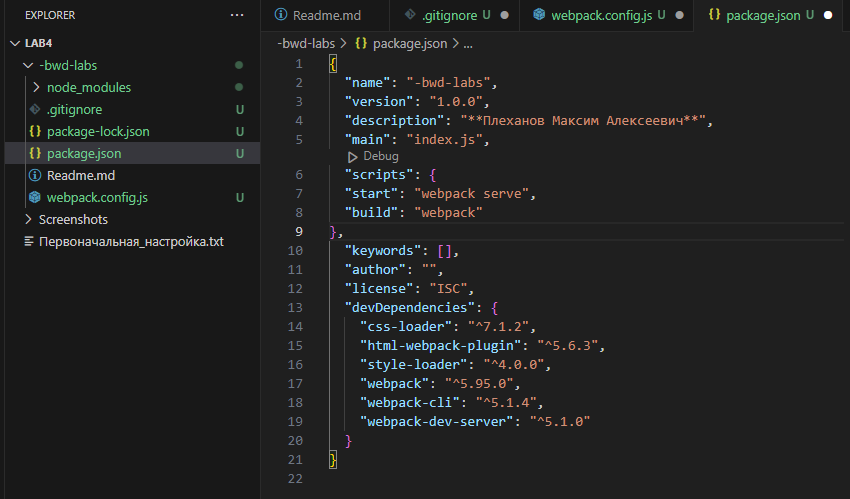 EXPLORER
···
LAB4
-bwd-labs
node_modules
.gitignore U
package-lock.json U
package.json U
Readme.md
webpack.config.js U
Screenshots
Первоначальная_настройка.txt
Readme.md .gitignore U webpack.config.js U package.json U
-bwd-labs > {} package.json > ...
1 {
2 "name": "-bwd-labs",
3 "version": "1.0.0",
4 "description": "**Плеханов Максим Алексеевич**",
5 "main": "index.js",
Debug
6 "scripts": {
7 "start": "webpack serve",
8 "build": "webpack"
9 },
10 "keywords": [],
11 "author": "",
12 "license": "ISC",
13 "devDependencies": {
14 "css-loader": "^7.1.2",
15 "html-webpack-plugin": "^5.6.3",
16 "style-loader": "^4.0.0",
17 "webpack": "^5.95.0",
18 "webpack-cli": "^5.1.4",
19 "webpack-dev-server": "^5.1.0"
20 }
21 }
22